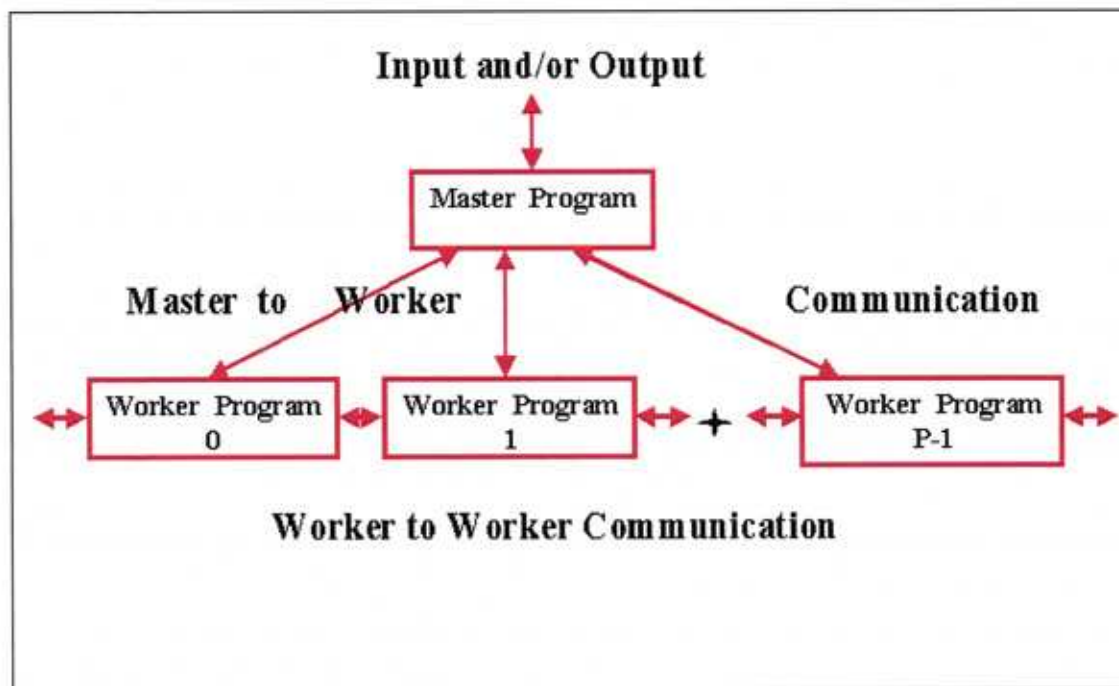 Input and/or Output
Master Program
Master to Worker Communication
Worker Program
0
Worker Program
1
Worker Program
P-1
Worker to Worker Communication